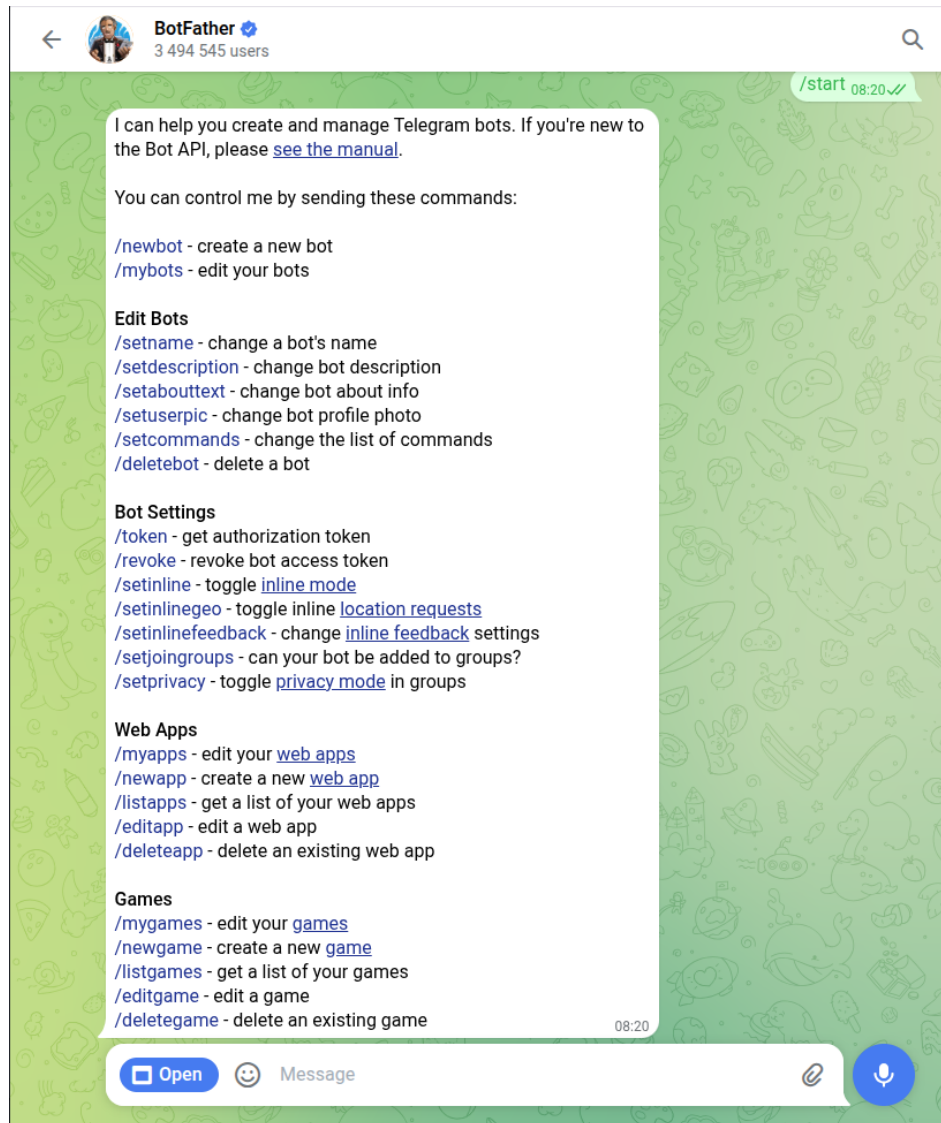 BotFather
3 494 545 users
/start 08:20
I can help you create and manage Telegram bots. If you're new to
the Bot API, please see the manual.
You can control me by sending these commands:
/newbot - create a new bot
/mybots - edit your bots
Edit Bots
/setname - change a bot's name
/setdescription - change bot description
/setabouttext - change bot about info
/setuserpic - change bot profile photo
/setcommands - change the list of commands
/deletebot - delete a bot
Bot Settings
/token - get authorization token
/revoke - revoke bot access token
/setinline - toggle inline mode
/setinlinegeo - toggle inline location requests
/setinlinefeedback - change inline feedback settings
/setjoingroups - can your bot be added to groups?
/setprivacy - toggle privacy mode in groups
Web Apps
/myapps - edit your web apps
/newapp - create a new web app
/listapps - get a list of your web apps
/editapp - edit a web app
/deleteapp - delete an existing web app
Games
/mygames - edit your games
/newgame - create a new game
/listgames - get a list of your games
/editgame - edit a game
/deletegame - delete an existing game
08:20
Open Message